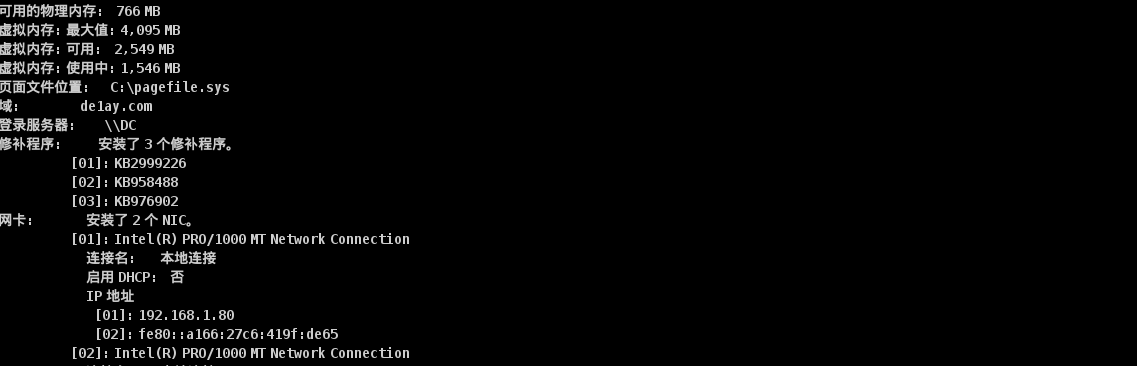 可用的物理内存: 766 MB
虚拟内存: 最大值: 4,095 MB
虚拟内存: 可用: 2,549 MB
虚拟内存: 使用中: 1,546 MB
页面文件位置: C:\pagefile.sys
域: de1ay.com
登录服务器: \\DC
修补程序: 安装了 3 个修补程序。
[01]: KB2999226
[02]: KB958488
[03]: KB976902
网卡: 安装了 2 个 NIC。
[01]: Intel(R) PRO/1000 MT Network Connection
连接名: 本地连接
启用 DHCP: 否
IP 地址
[01]: 192.168.1.80
[02]: fe80::a166:27c6:419f:de65
[02]: Intel(R) PRO/1000 MT Network Connection